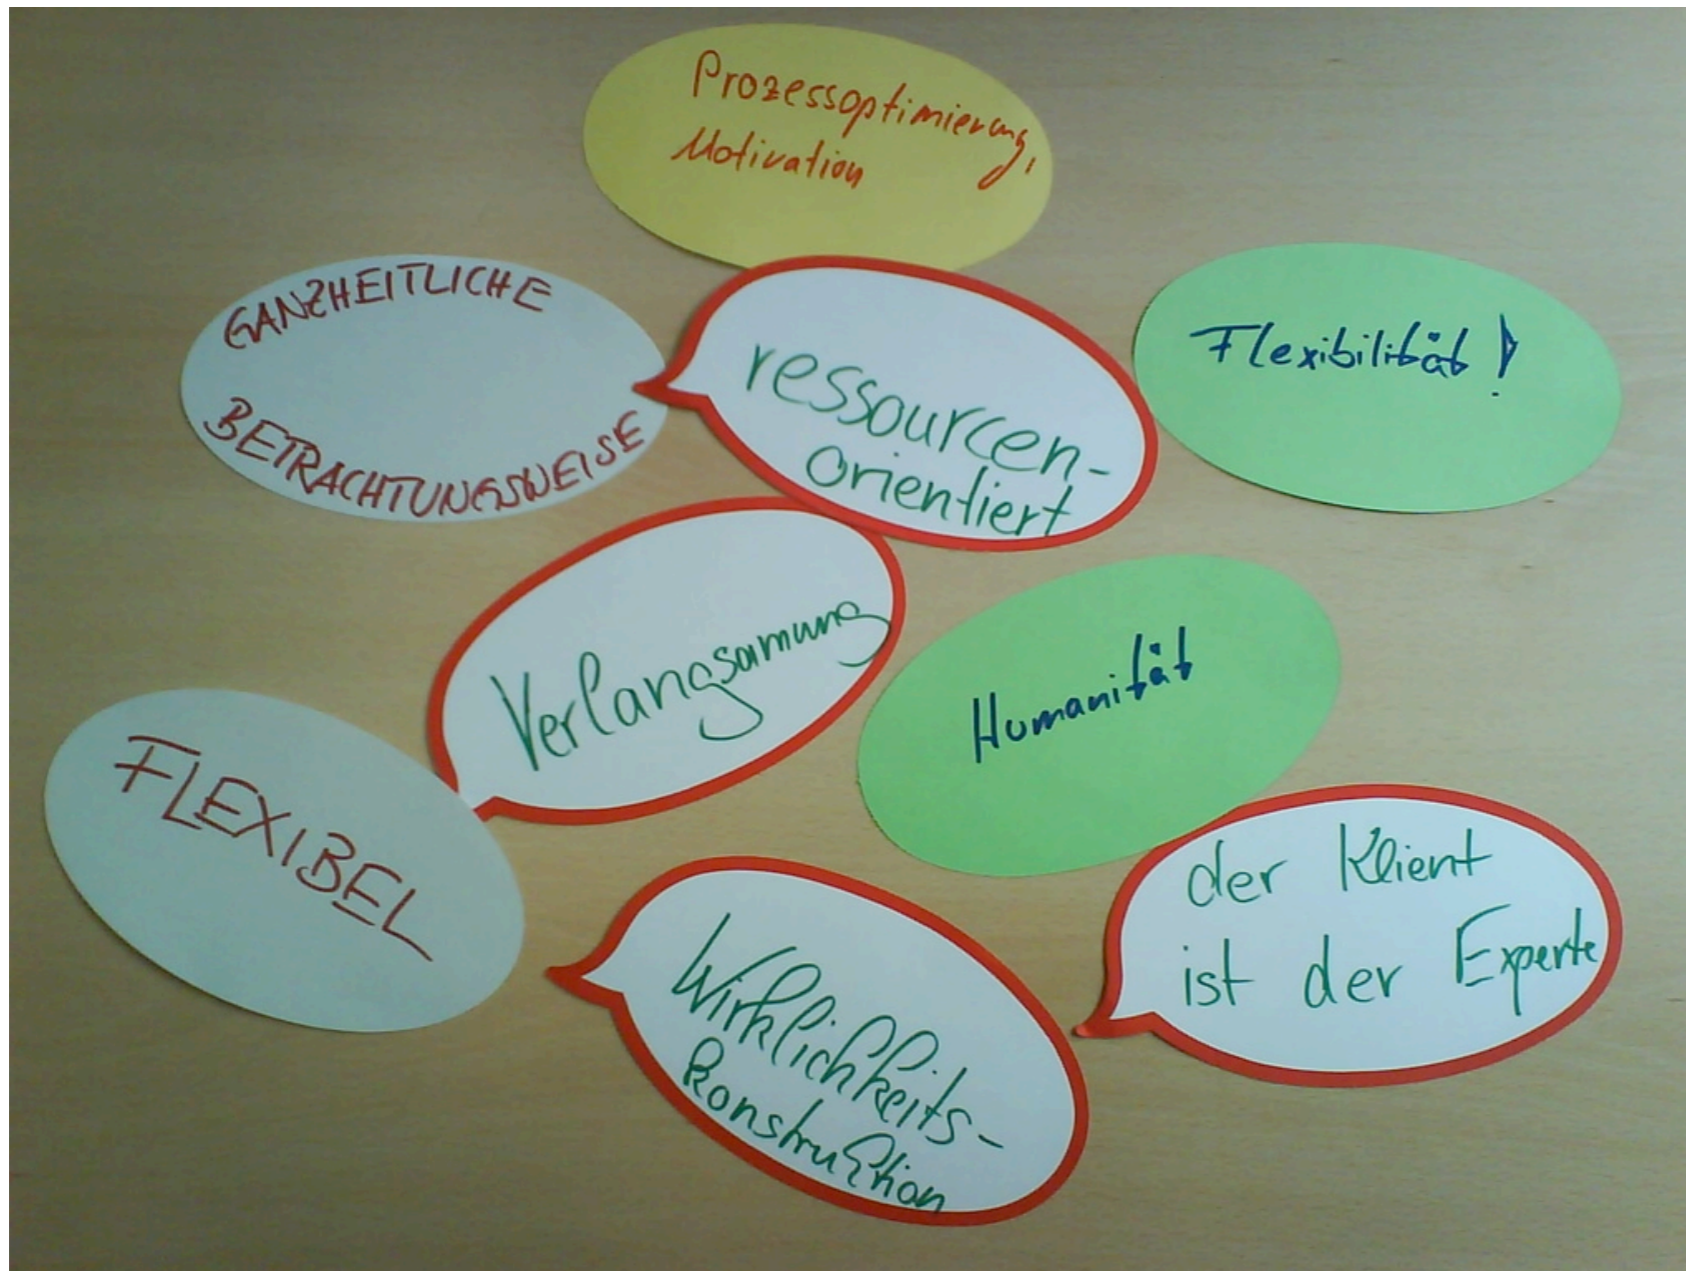 Prozessoptimierung,
Motivation
GANZHEITLICHE
BETRACHTUNGSWEISE
ressourcen-
orientiert
Flexibilität!
Verlangsamung
Humanität
FLEXIBEL
der Klient
ist der Experte
Wirklichkeits-
konstruktion